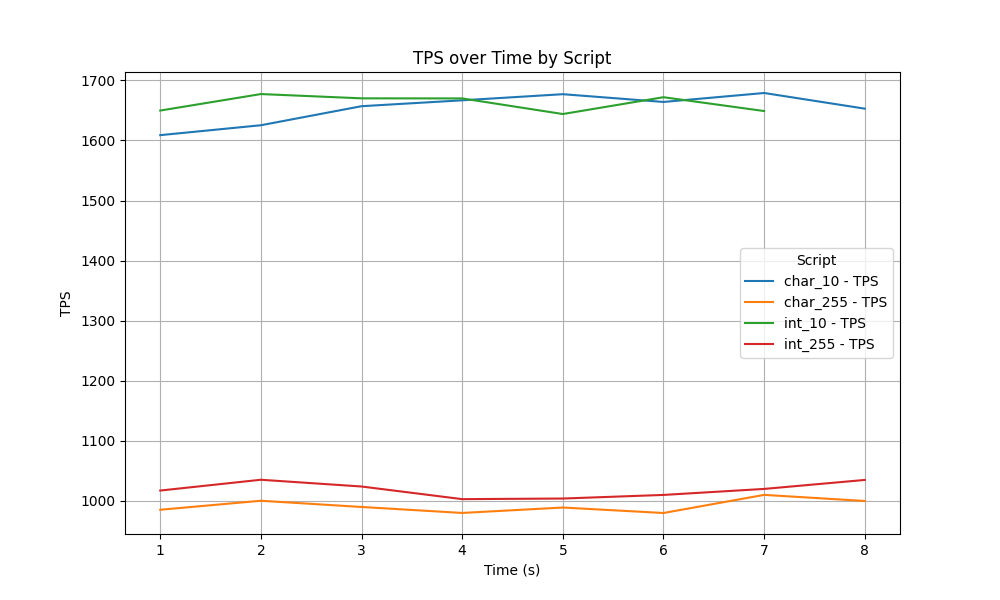 TPS over Time by Script
1700
1600
1500
1400
1300
1200
1100
1000
TPS
Script
char_10 - TPS
char_255 - TPS
int_10 - TPS
int_255 - TPS
1 2 3 4 5 6 7 8
Time (s)